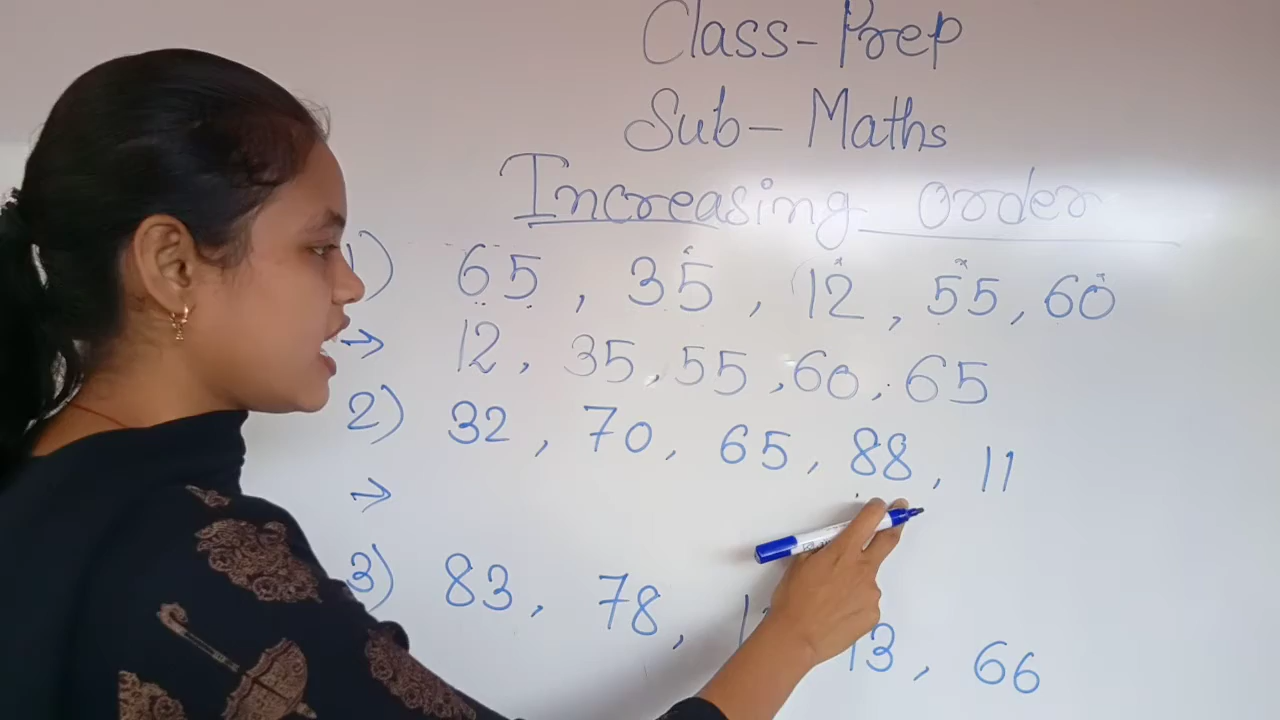 Class-Prep
Sub-Maths
Increasing order
1) 65, 35, 12, 55, 60
→ 12, 35, 55, 60, 65
2) 32, 70, 65, 88, 11
→
3) 83, 78, 13, 66